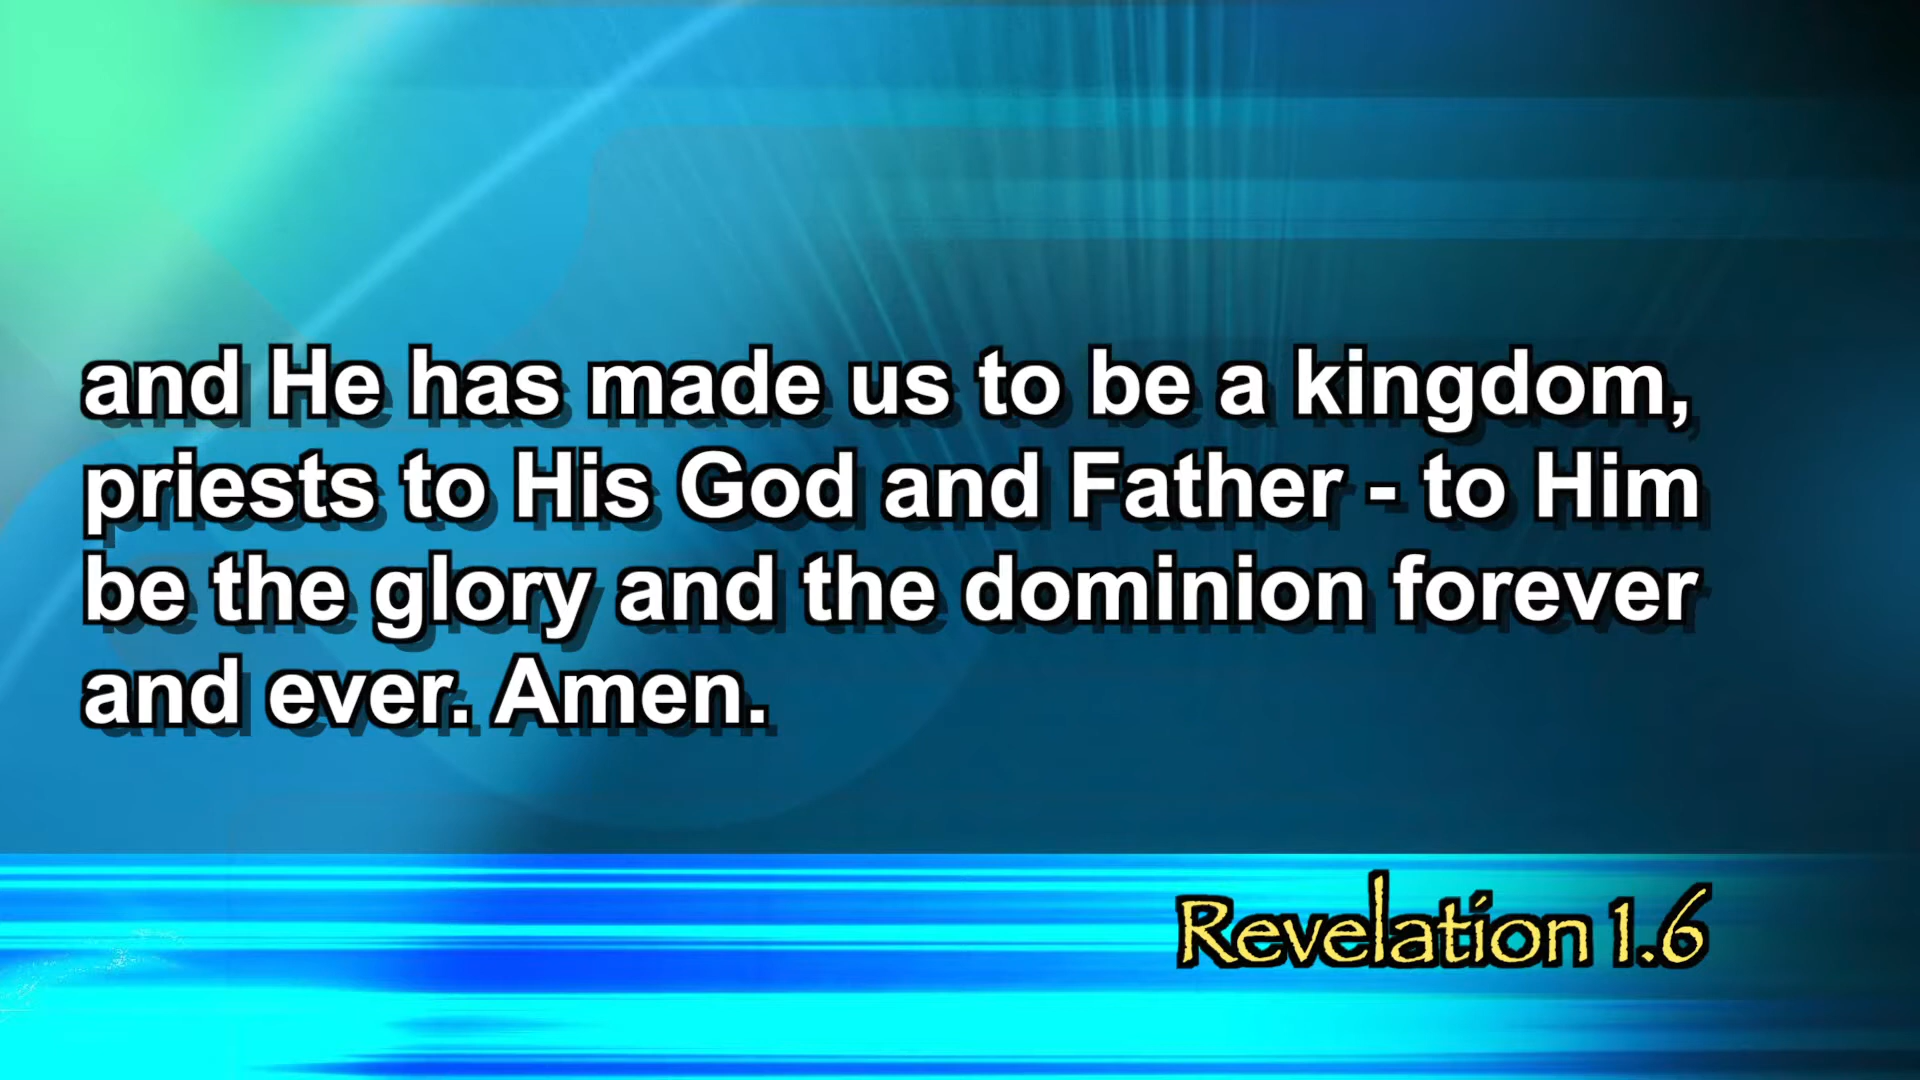 and He has made us to be a kingdom,
priests to His God and Father - to Him
be the glory and the dominion forever
and ever. Amen.
Revelation 1.6